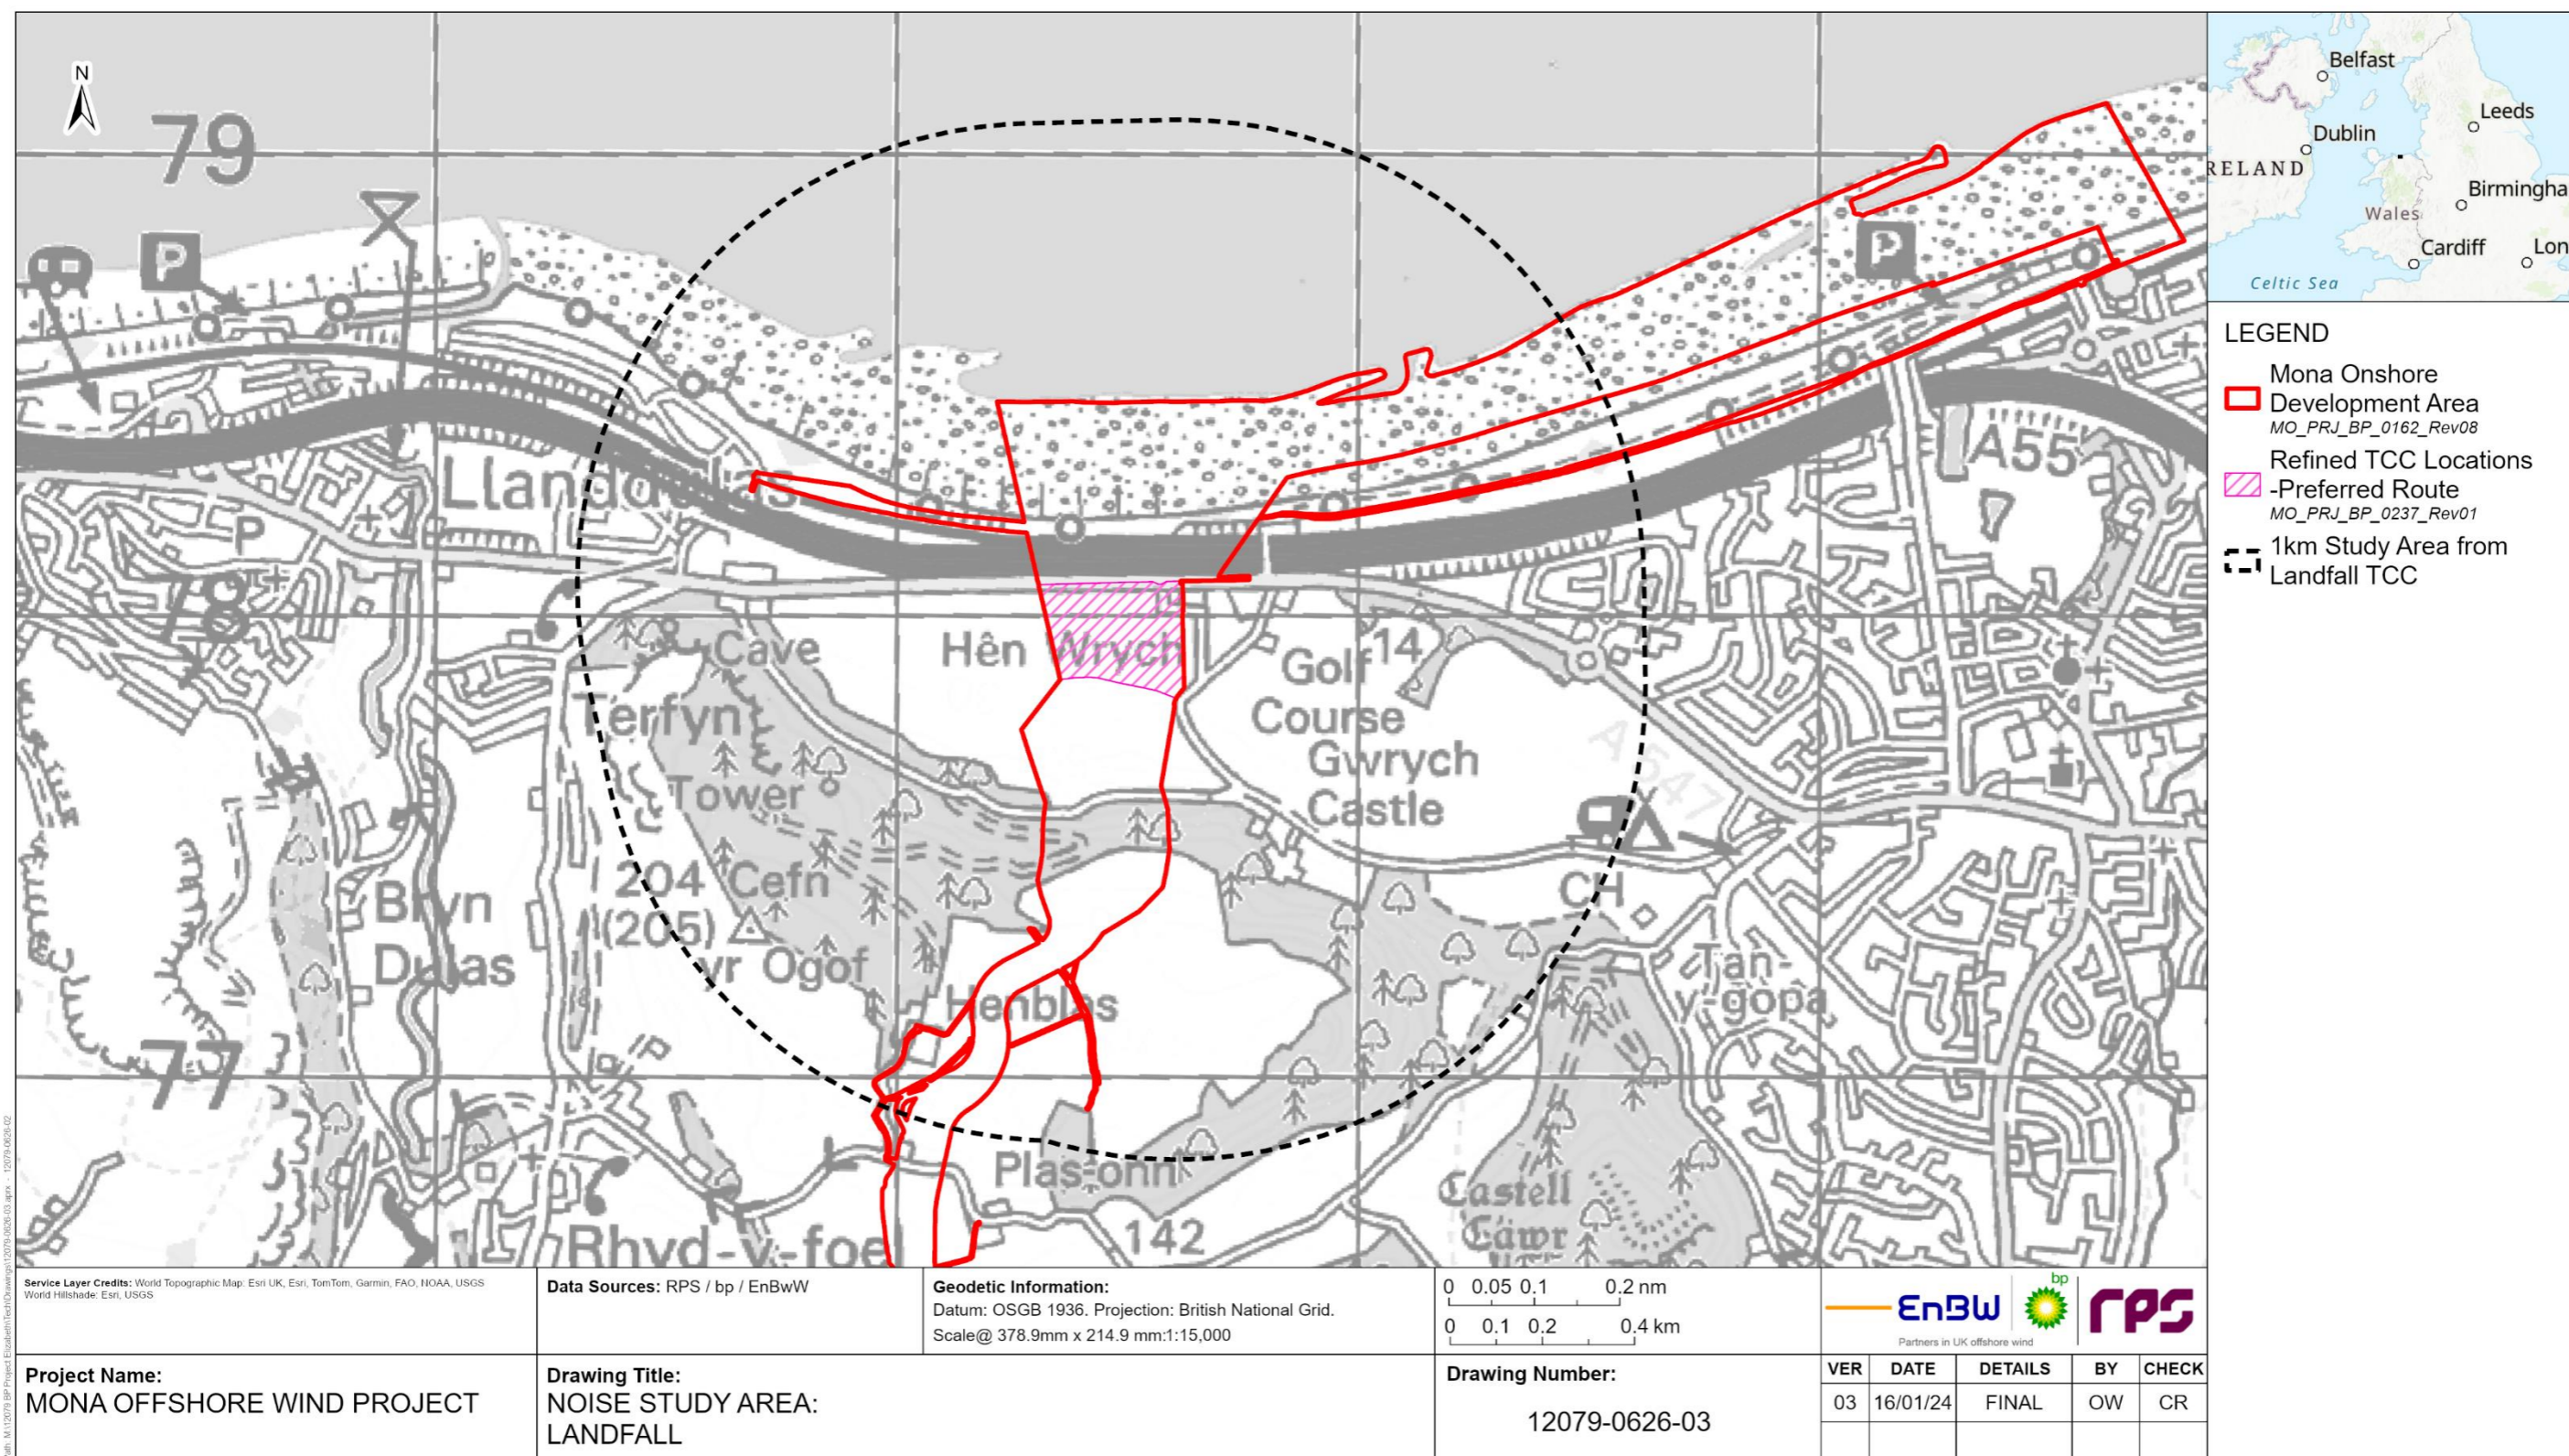 N
79
P
P
Llanddulas
P
78
A55
7
Hên Wrych
Cave
Golf
Course
14
Terfyn
Gwrych
Castle
A547
Tower
204
(205)
Cefn
yr Ogof
CH
Bryn
Dulas
Henblas
Tan-
y-gopa
77
Plas-onn
Castell
Cawr
Rhyd-y-foel
142
Belfast
Leeds
Dublin
RELAND
Birmingha
Wales
Cardiff
Lon
Celtic Sea
LEGEND
Mona Onshore
Development Area
MO_PRJ_BP_0162_Rev08
Refined TCC Locations
-Preferred Route
MO_PRJ_BP_0237_Rev01
1km Study Area from
Landfall TCC
Service Layer Credits: World Topographic Map: Esri UK, Esri, TomTom, Garmin, FAO, NOAA, USGS
World Hillshade: Esri, USGS
Data Sources: RPS / bp / EnBwW
Geodetic Information:
Datum: OSGB 1936. Projection: British National Grid.
Scale@ 378.9mm x 214.9 mm:1:15,000
0 0.05 0.1 0.2 nm
0 0.1 0.2 0.4 km
EnBW
bp
rps
Partners in UK offshore wind
Project Name:
MONA OFFSHORE WIND PROJECT
Drawing Title:
NOISE STUDY AREA:
LANDFALL
Drawing Number:
12079-0626-03
VER DATE DETAILS BY CHECK
03 16/01/24 FINAL OW CR